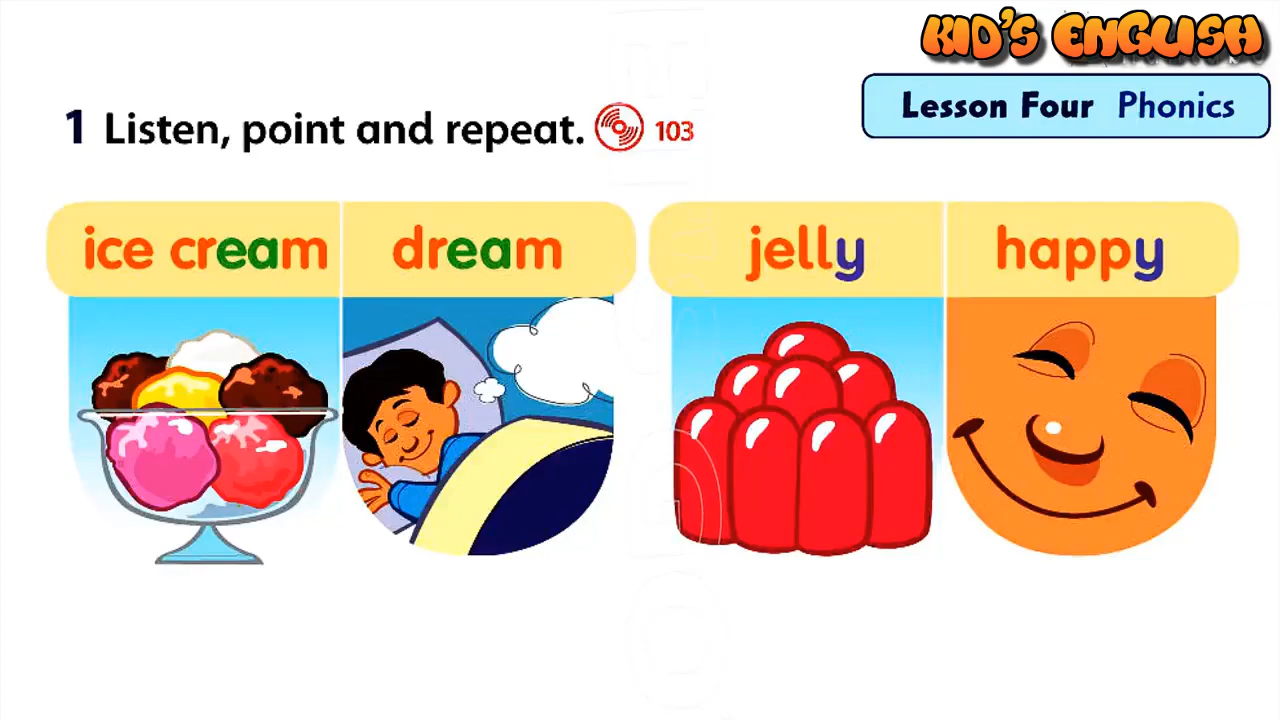 KID'S ENGLISH
Lesson Four Phonics
1 Listen, point and repeat. 103
ice cream dream jelly happy